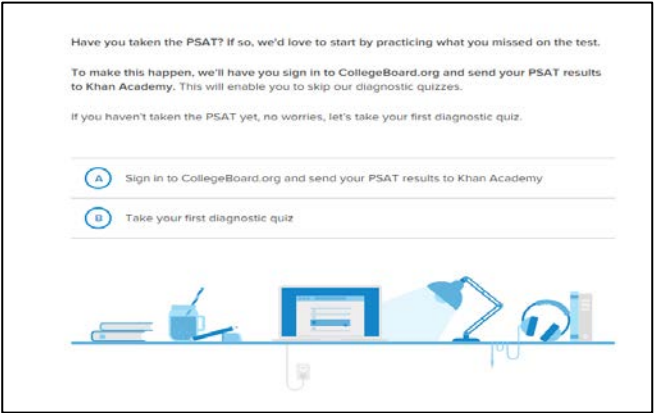 Have you taken the PSAT? If so, we'd love to start by practicing what you missed on the test.
To make this happen, we'll have you sign in to CollegeBoard.org and send your PSAT results
to Khan Academy. This will enable you to skip our diagnostic quizzes.
If you haven't taken the PSAT yet, no worries, let's take your first diagnostic quiz.
A Sign in to CollegeBoard.org and send your PSAT results to Khan Academy
B Take your first diagnostic quiz